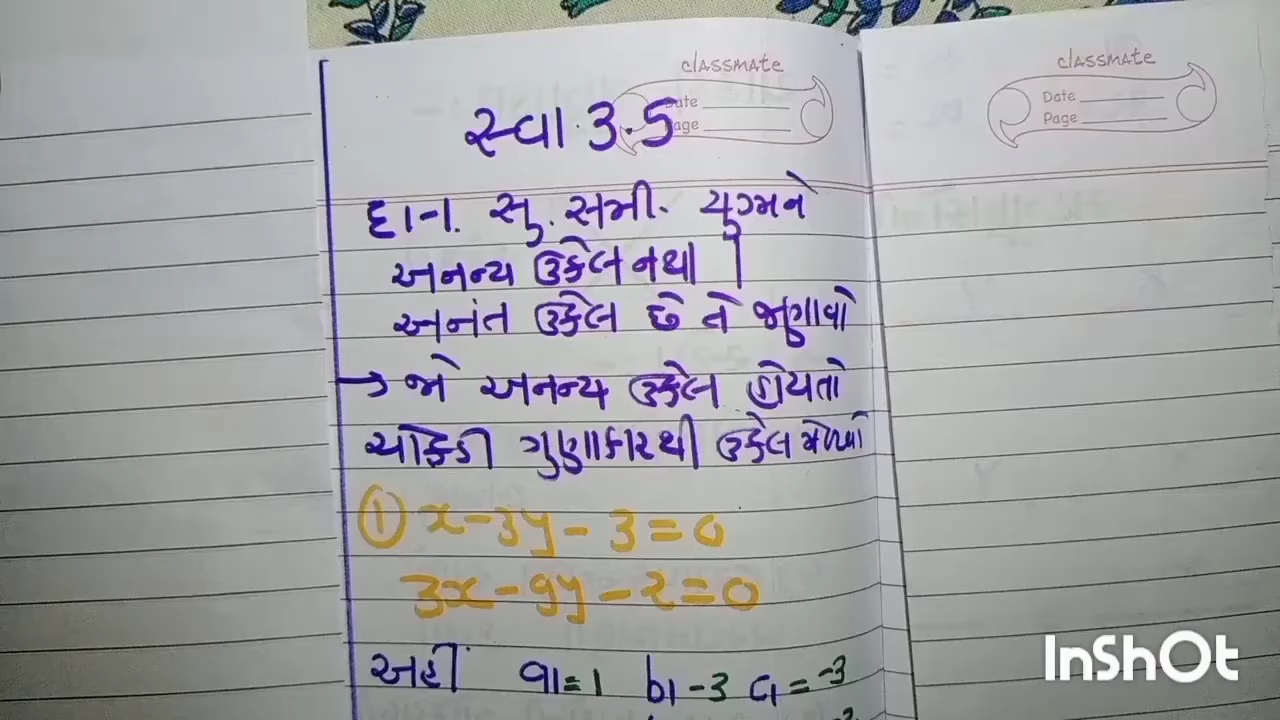 classmate
Date
Page
classmate
Date
Page
સ્વા. 3.5
દા-૧. સુ. સમી. યુગ્મને
અનન્ય ઉકેલ નથી |
અનંત ઉકેલ છે તે જણાવો
→ જો અનન્ય ઉકેલ હોયતો
ચોકડી ગુણાકારથી ઉકેલ મેળવો
① x-3y-3=0
3x-9y-2=0
અહીં a1=1 b1-3 c1=-3
InShOt